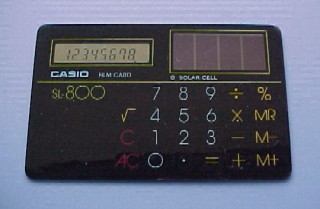 12345678
CASIO FILM CARD
SOLAR CELL
SL-800 7 8 9 ÷ %
√ 4 5 6 × MR
C 1 2 3 − M−
AC 0 · = + M+